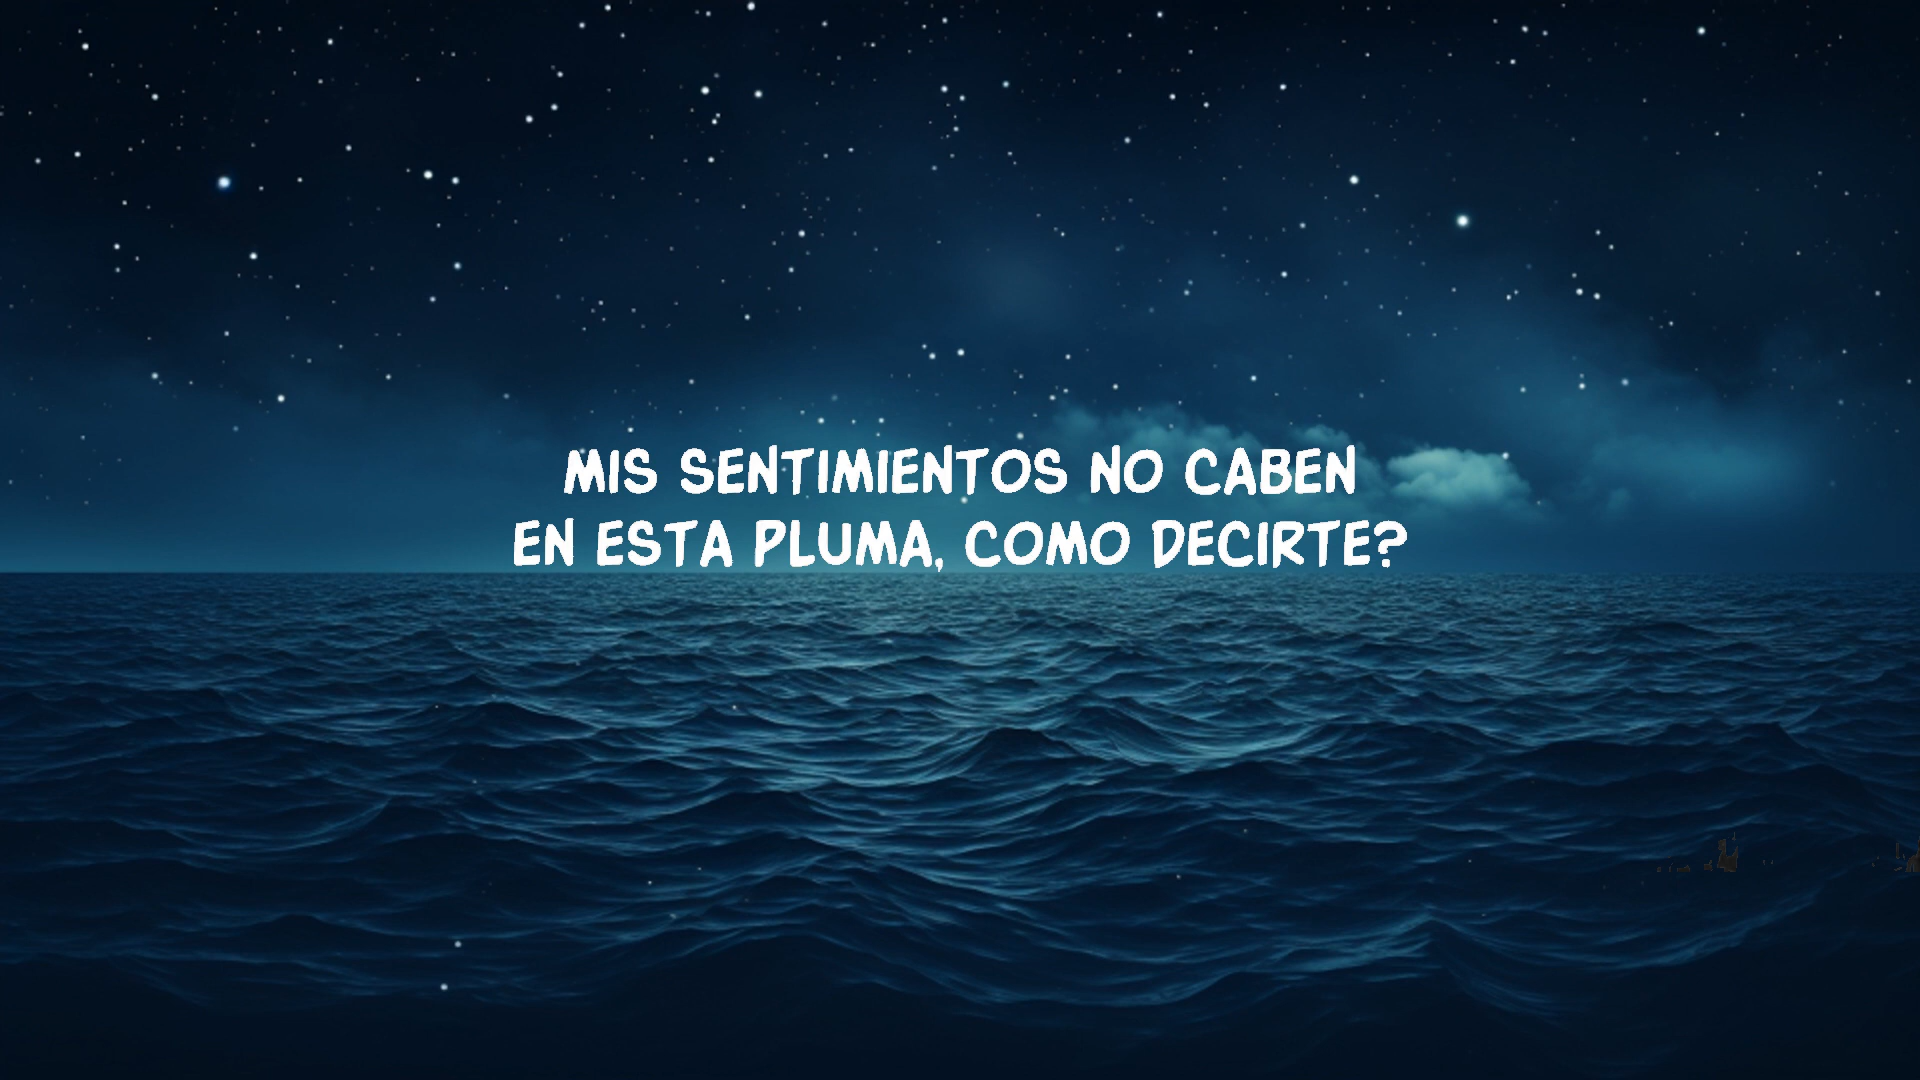 MIS SENTIMIENTOS NO CABEN
EN ESTA PLUMA, COMO DECIRTE?